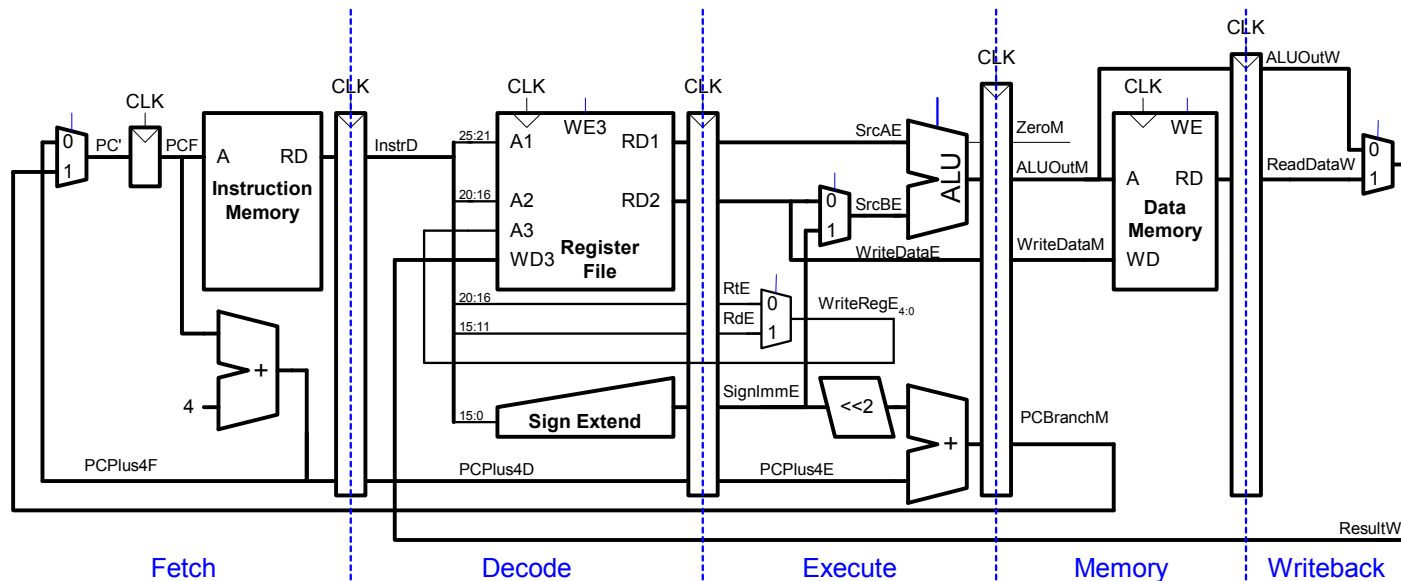 CLK
CLK
ALUOutW
CLK
CLK
CLK
CLK
CLK
0
1
PC'
PCF
A
RD
Instruction
Memory
InstrD
25:21
A1
WE3
RD1
20:16
A2
RD2
A3
WD3
Register
File
SrcAE
0
1
SrcBE
ALU
ZeroM
ALUOutM
WE
A
RD
Data
Memory
WD
ReadDataW
0
1
WriteDataE
WriteDataM
20:16
15:11
RtE
RdE
0
1
WriteRegE4:0
4
+
15:0
Sign Extend
SignImmE
<<2
+
PCBranchM
PCPlus4F
PCPlus4D
PCPlus4E
ResultW
Fetch
Decode
Execute
Memory
Writeback